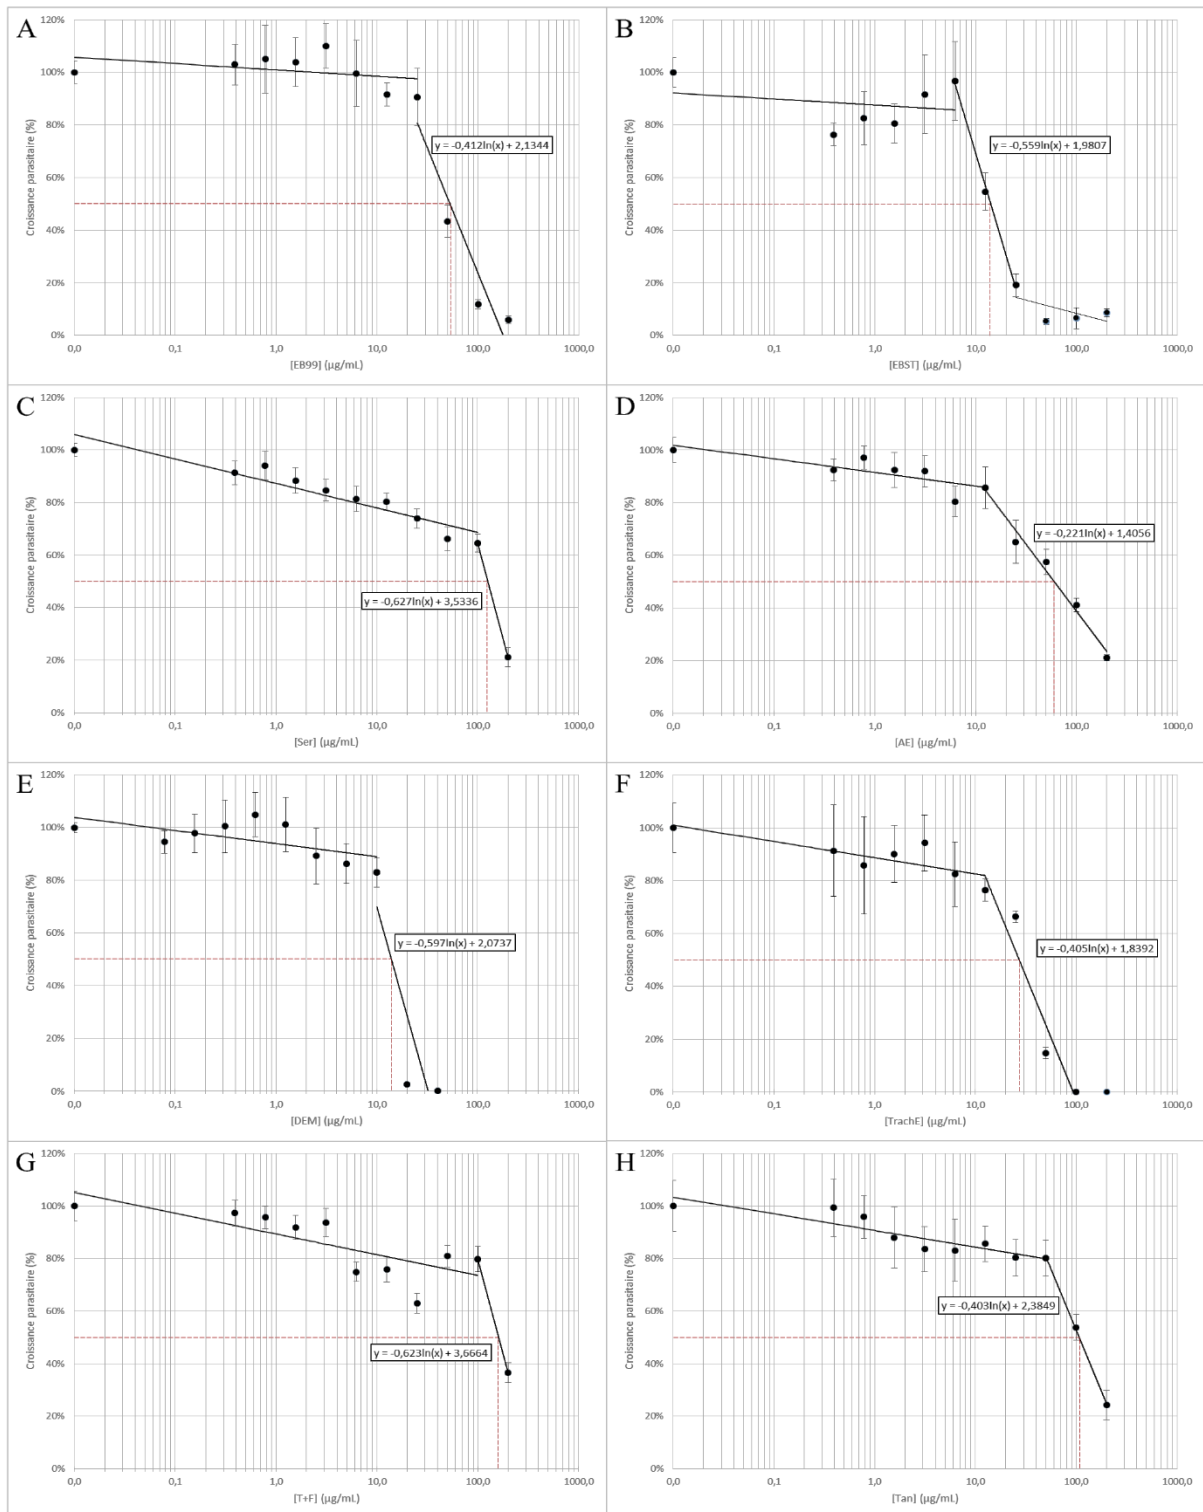 A
120%
100%
80%
60%
40%
20%
0%
Croissance parasitaire (%)
y = -0,412ln(x) + 2,1344
0,0 0,1 1,0 10,0 100,0 1000,0
[EB99] (µg/mL)
B
120%
100%
80%
60%
40%
20%
0%
Croissance parasitaire (%)
y = -0,559ln(x) + 1,9807
0,0 0,1 1,0 10,0 100,0 1000,0
[EBST] (µg/mL)
C
120%
100%
80%
60%
40%
20%
0%
Croissance parasitaire (%)
y = -0,627ln(x) + 3,5336
0,0 0,1 1,0 10,0 100,0 1000,0
[Ser] (µg/mL)
D
120%
100%
80%
60%
40%
20%
0%
Croissance parasitaire (%)
y = -0,221ln(x) + 1,4056
0,0 0,1 1,0 10,0 100,0 1000,0
[AE] (µg/mL)
E
120%
100%
80%
60%
40%
20%
0%
Croissance parasitaire (%)
y = -0,597ln(x) + 2,0737
0,0 0,1 1,0 10,0 100,0 1000,0
[DEM] (µg/mL)
F
120%
100%
80%
60%
40%
20%
0%
Croissance parasitaire (%)
y = -0,405ln(x) + 1,8392
0,0 0,1 1,0 10,0 100,0 1000,0
[TrachE] (µg/mL)
G
120%
100%
80%
60%
40%
20%
0%
Croissance parasitaire (%)
y = -0,623ln(x) + 3,6664
0,0 0,1 1,0 10,0 100,0 1000,0
[T+F] (µg/mL)
H
120%
100%
80%
60%
40%
20%
0%
Croissance parasitaire (%)
y = -0,403ln(x) + 2,3849
0,0 0,1 1,0 10,0 100,0 1000,0
[Tan] (µg/mL)